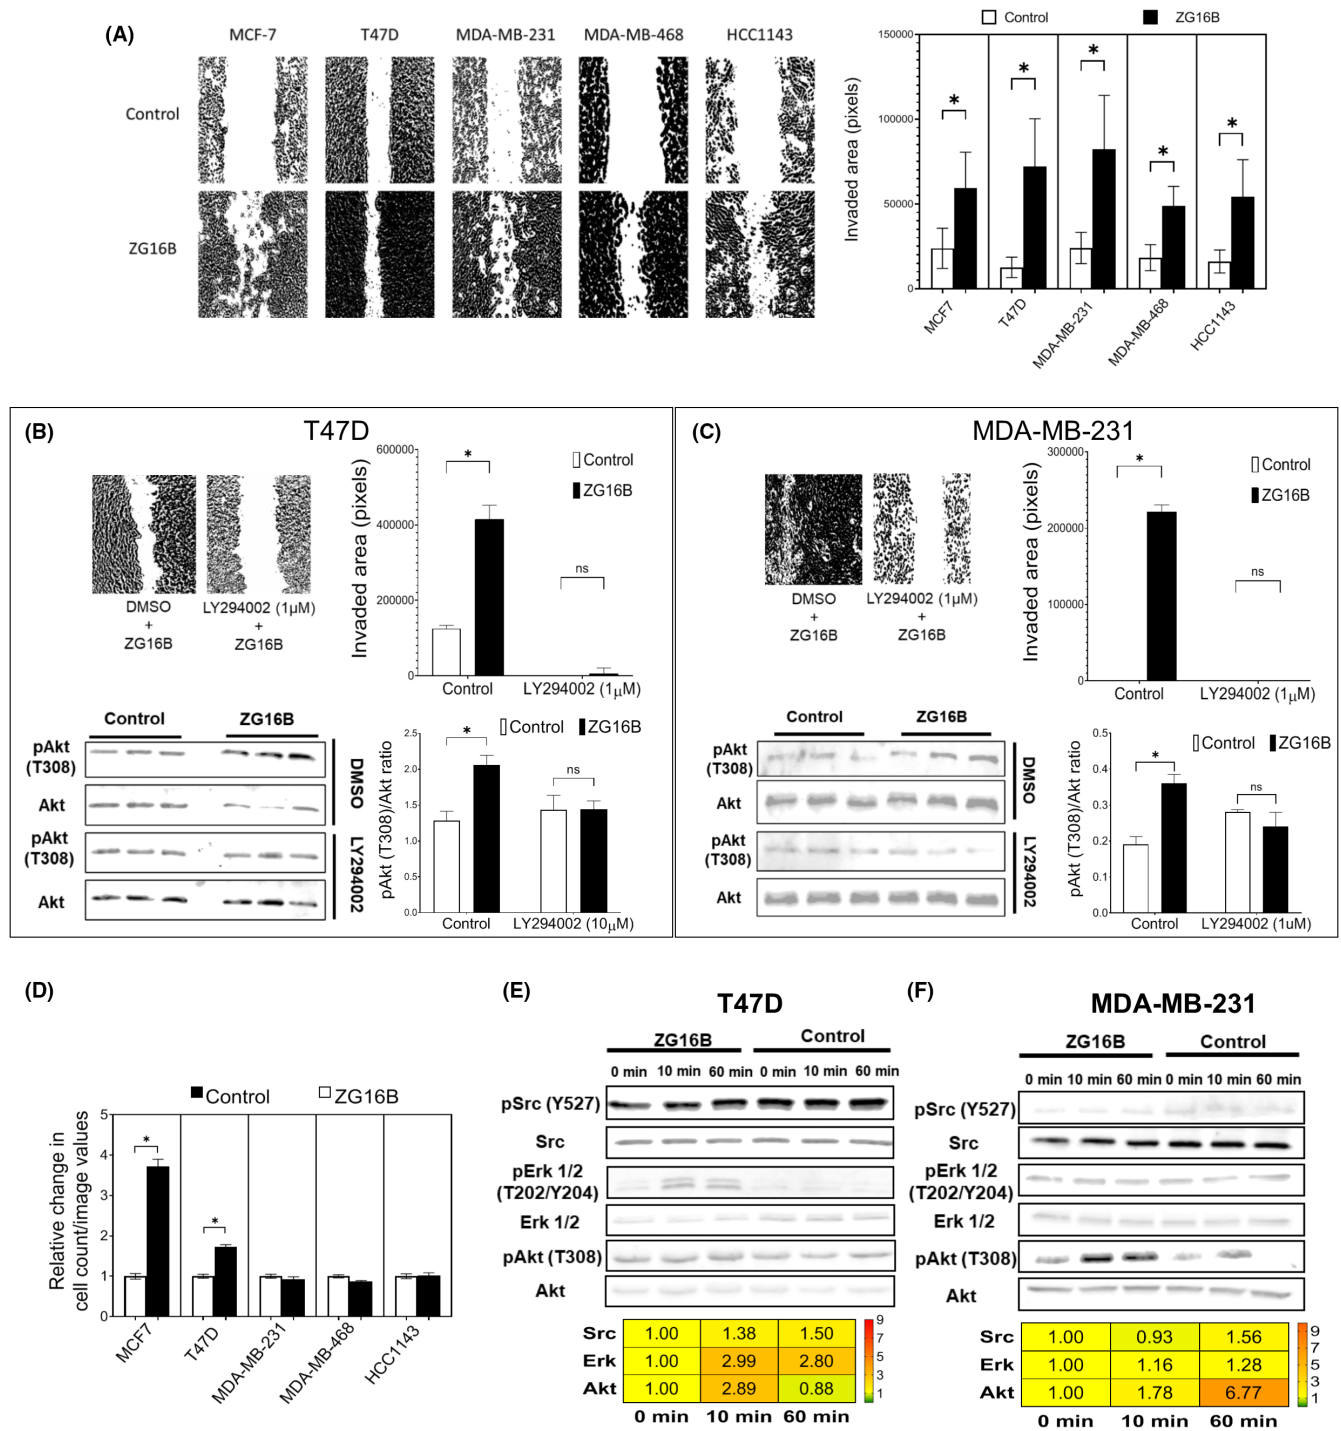 (A)
MCF-7 T47D MDA-MB-231 MDA-MB-468 HCC1143
Control
ZG16B
Control ZG16B
Invaded area (pixels)
150000
100000
50000
0
* * * * *
MCF7 T47D MDA-MB-231 MDA-MB-468 HCC1143
(B) T47D
DMSO
+
ZG16B
LY294002 (1µM)
+
ZG16B
Invaded area (pixels)
600000
400000
200000
0
*
ns
Control
ZG16B
Control LY294002 (1µM)
Control ZG16B
pAkt
(T308)
Akt
pAkt
(T308)
Akt
DMSO
LY294002
Control ZG16B
pAkt (T308)/Akt ratio
2.5
2.0
1.5
1.0
0.5
0.0
*
ns
Control LY294002 (10µM)
(C) MDA-MB-231
DMSO
+
ZG16B
LY294002 (1µM)
+
ZG16B
Invaded area (pixels)
300000
200000
100000
0
*
ns
Control
ZG16B
Control LY294002 (1µM)
Control ZG16B
pAkt
(T308)
Akt
pAkt
(T308)
Akt
DMSO
LY294002
Control ZG16B
pAkt (T308)/Akt ratio
0.5
0.4
0.3
0.2
0.1
0.0
*
ns
Control LY294002 (1uM)
(D)
Control ZG16B
Relative change in
cell count/image values
5
4
3
2
1
0
* *
MCF7 T47D MDA-MB-231 MDA-MB-468 HCC1143
(E) T47D
ZG16B Control
0 min 10 min 60 min 0 min 10 min 60 min
pSrc (Y527)
Src
pErk 1/2
(T202/Y204)
Erk 1/2
pAkt (T308)
Akt
Src 1.00 1.38 1.50
Erk 1.00 2.99 2.80
Akt 1.00 2.89 0.88
0 min 10 min 60 min
9
7
5
3
1
(F) MDA-MB-231
ZG16B Control
0 min 10 min 60 min 0 min 10 min 60 min
pSrc (Y527)
Src
pErk 1/2
(T202/Y204)
Erk 1/2
pAkt (T308)
Akt
Src 1.00 0.93 1.56
Erk 1.00 1.16 1.28
Akt 1.00 1.78 6.77
0 min 10 min 60 min
9
7
5
3
1